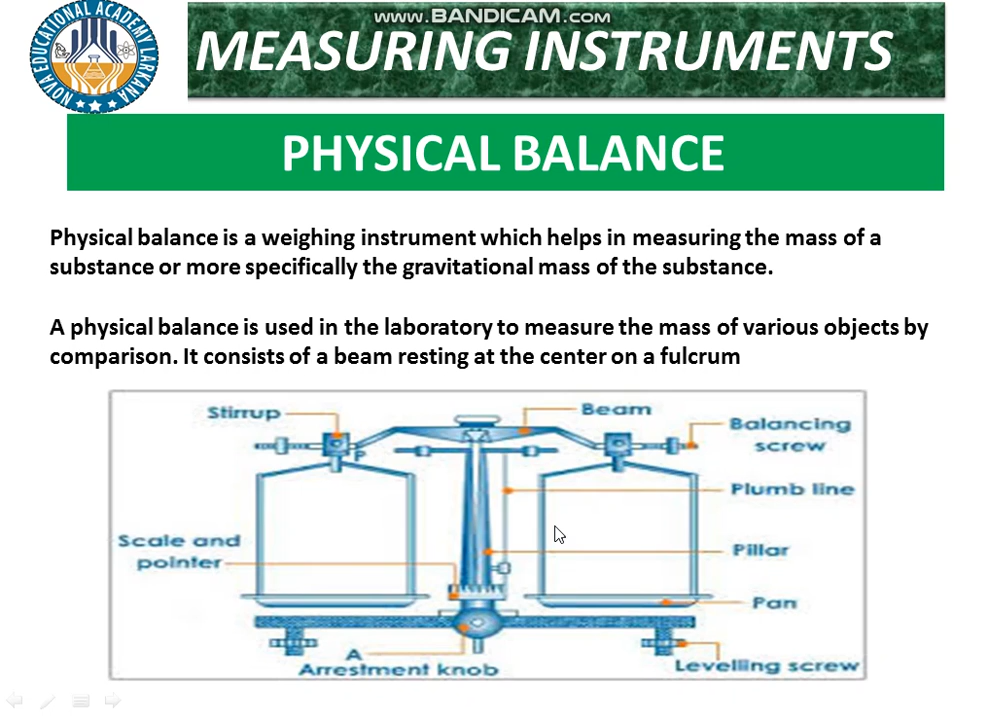 www.BANDICAM.com
NOVA EDUCATIONAL ACADEMY LARKANA
MEASURING INSTRUMENTS
PHYSICAL BALANCE
Physical balance is a weighing instrument which helps in measuring the mass of a
substance or more specifically the gravitational mass of the substance.
A physical balance is used in the laboratory to measure the mass of various objects by
comparison. It consists of a beam resting at the center on a fulcrum
Stirrup
Beam
Balancing
screw
P
Plumb line
Scale and
pointer
Pillar
Pan
A
Arrestment knob
Levelling screw